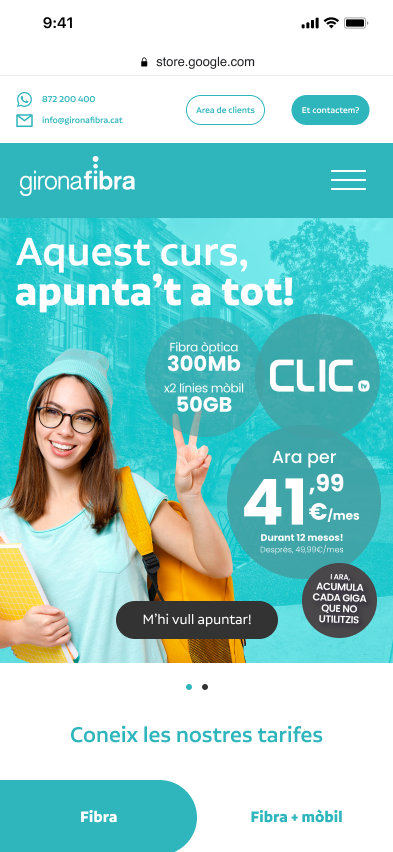 9:41
store.google.com
872 200 400
info@gironafibra.cat
Area de clients
Et contactem?
gironafibra
Aquest curs,
apunta't a tot!
Fibra òptica
300Mb
x2 línies mòbil
50GB
CLIC.tv
Ara per
41,99
€/mes
Durant 12 mesos!
Després, 49,99€/mes
I ARA,
ACUMULA
CADA GIGA
QUE NO
UTILITZIS
M'hi vull apuntar!
Coneix les nostres tarifes
Fibra
Fibra + mòbil